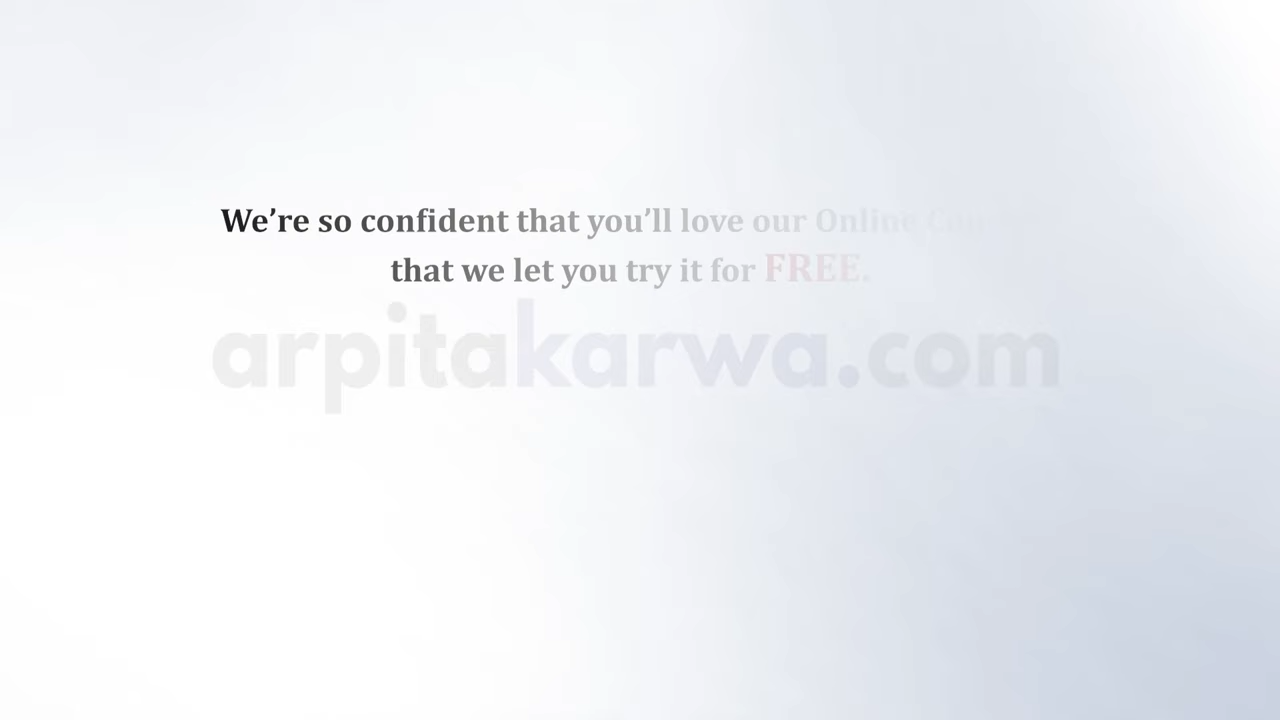 We're so confident that you'll love our Online
that we let you try it for FREE.
arpitakarwa.com